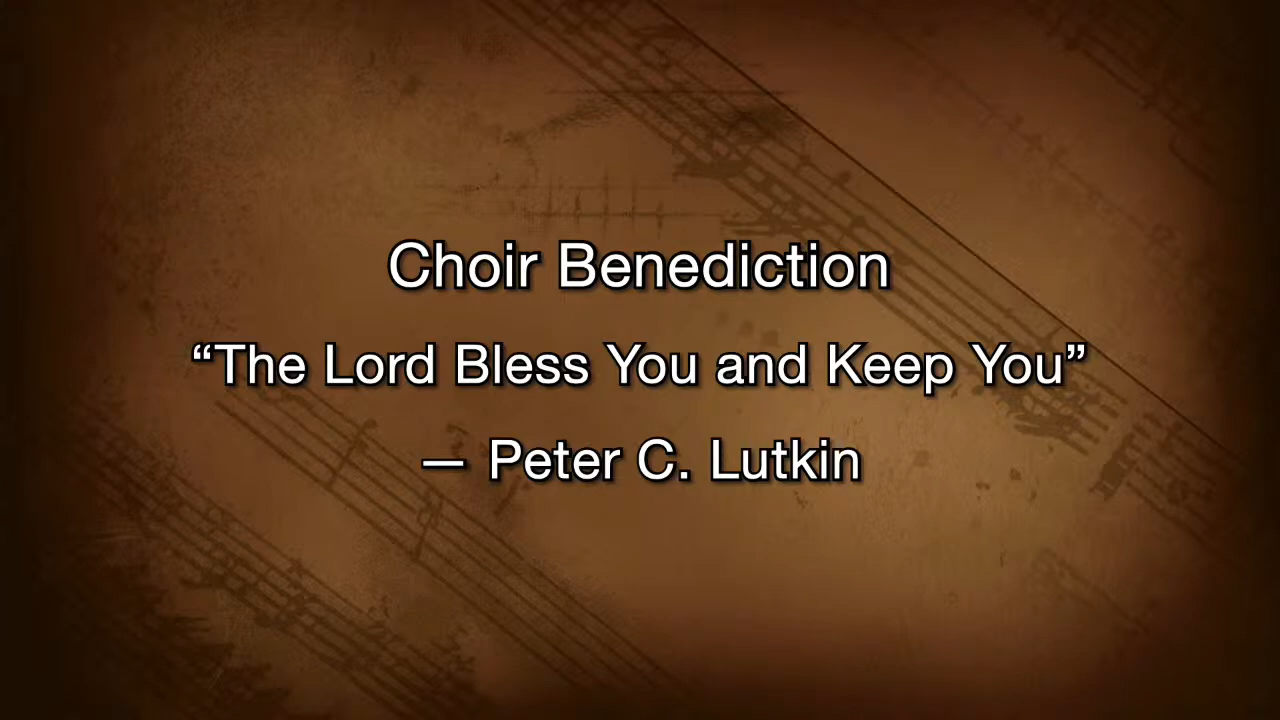 Choir Benediction
“The Lord Bless You and Keep You”
— Peter C. Lutkin